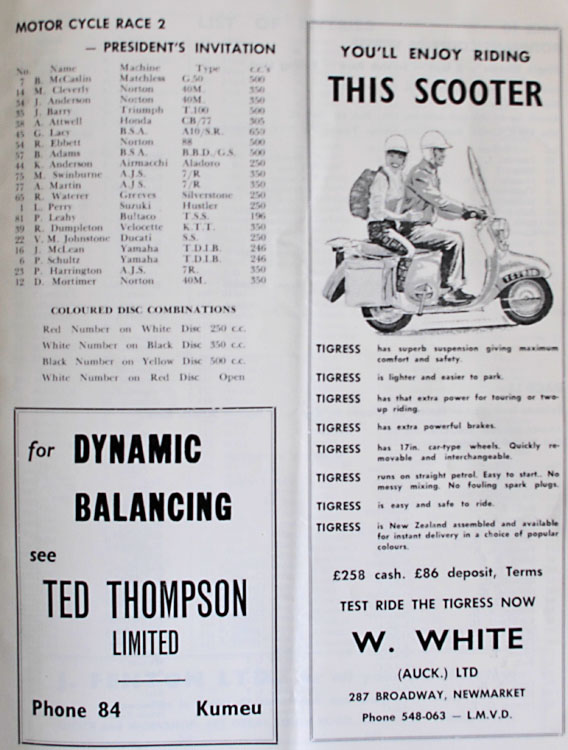 MOTOR CYCLE RACE 2
— PRESIDENT'S INVITATION
No. Name Machine Type c.c's
7 B. McCaslin Matchless G.50 500
14 M. Cleverly Norton 40M. 350
34 J. Anderson Norton 40M. 350
35 J. Barry Triumph T.100 500
38 A. Attwell Honda CB/77 305
45 G. Lacy B.S.A. A10/S.R. 650
54 R. Ebbett Norton 88 500
57 B. Adams B.S.A. B.B.D./G.S. 500
44 K. Anderson Airmacchi Aladoro 250
75 M. Swinburne A.J.S. 7/R 350
77 A. Martin A.J.S. 7/R 350
65 R. Waterer Greeves Silverstone 250
1 L. Perry Suzuki Hustler 250
81 P. Leahy Bultaco T.S.S. 196
39 R. Dumpleton Velocette K.T.T. 350
22 V. M. Johnstone Ducati S.S. 250
16 J. McLean Yamaha T.D.I.B. 246
6 P. Schultz Yamaha T.D.I.B. 246
23 P. Harrington A.J.S. 7R. 350
12 D. Mortimer Norton 40M. 350
COLOURED DISC COMBINATIONS
Red Number on White Disc 250 c.c.
White Number on Black Disc 350 c.c.
Black Number on Yellow Disc 500 c.c.
White Number on Red Disc Open
for DYNAMIC
BALANCING
see
TED THOMPSON
LIMITED
Phone 84 Kumeu
YOU'LL ENJOY RIDING
THIS SCOOTER
TIGRESS has superb suspension giving maximum
comfort and safety.
TIGRESS is lighter and easier to park.
TIGRESS has that extra power for touring or two-
up riding.
TIGRESS has extra powerful brakes.
TIGRESS has 17in. car-type wheels. Quickly re-
movable and interchangeable.
TIGRESS runs on straight petrol. Easy to start.. No
messy mixing. No fouling spark plugs.
TIGRESS is easy and safe to ride.
TIGRESS is New Zealand assembled and available
for instant delivery in a choice of popular
colours.
£258 cash. £86 deposit, Terms
TEST RIDE THE TIGRESS NOW
W. WHITE
(AUCK.) LTD
287 BROADWAY, NEWMARKET
Phone 548-063 — L.M.V.D.